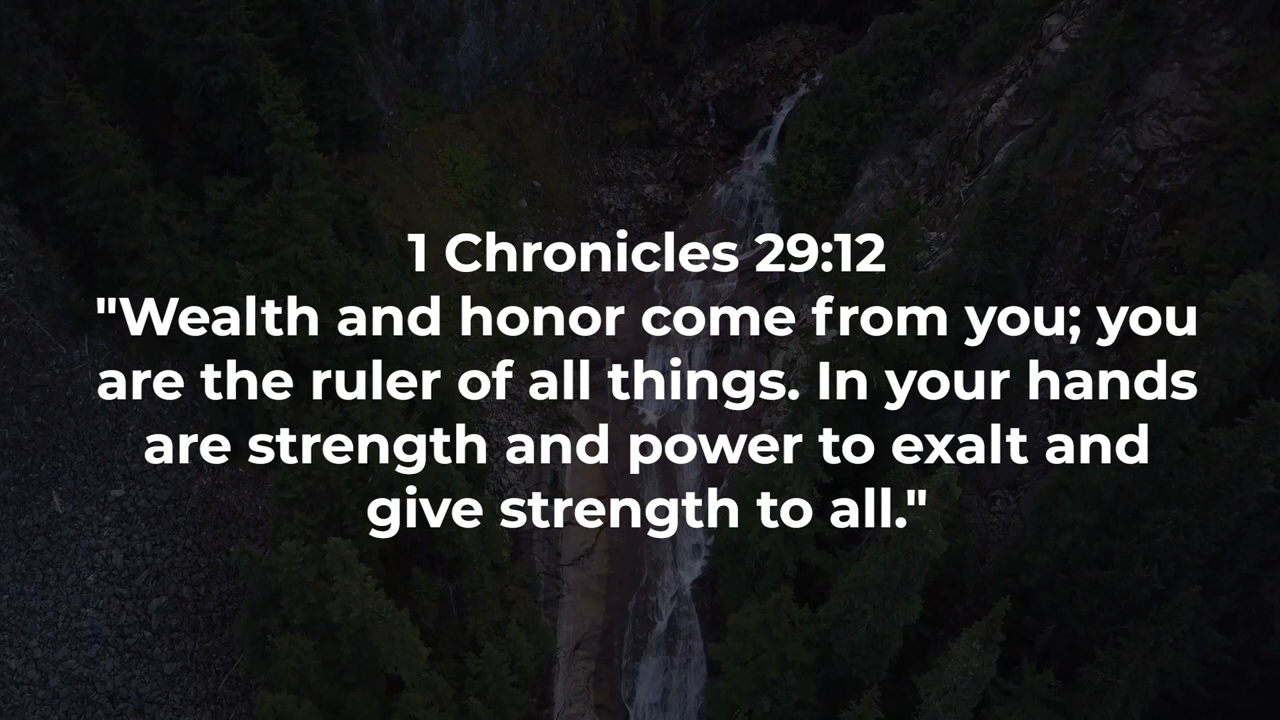 1 Chronicles 29:12
"Wealth and honor come from you; you
are the ruler of all things. In your hands
are strength and power to exalt and
give strength to all."